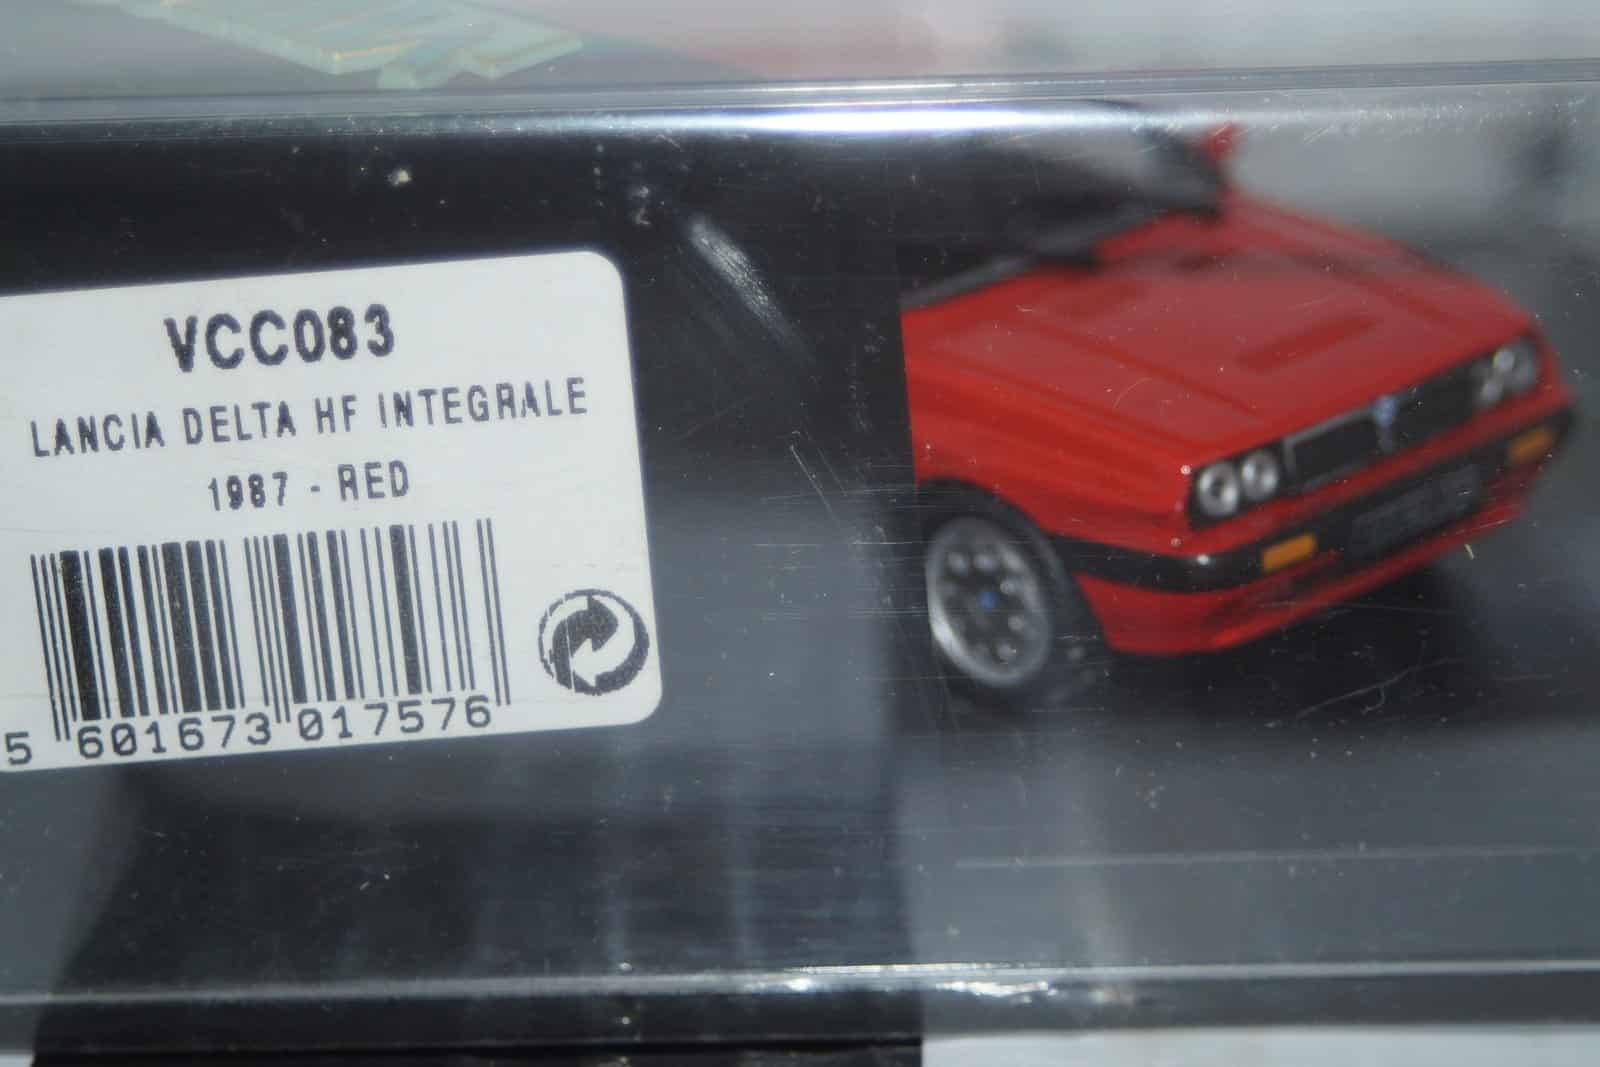 VCC083
LANCIA DELTA HF INTEGRALE
1987 - RED
5 601673 017576